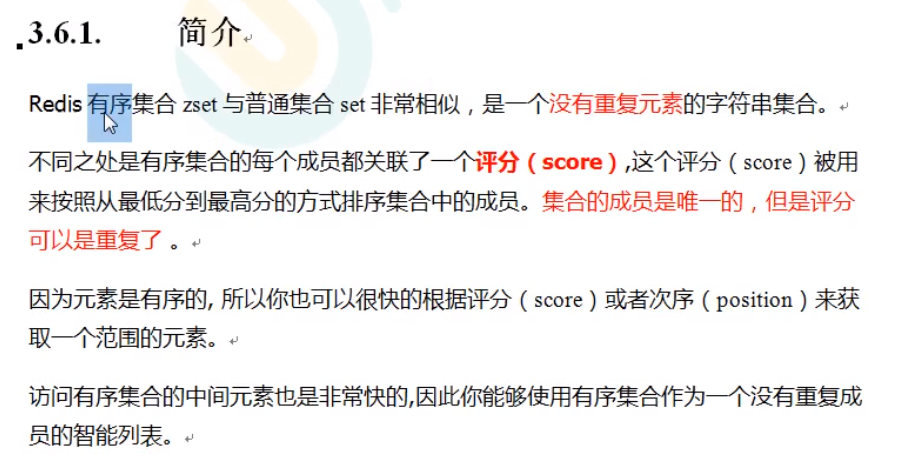 3.6.1. 简介
Redis 有序集合 zset 与普通集合 set 非常相似，是一个没有重复元素的字符串集合。
不同之处是有序集合的每个成员都关联了一个评分（score）,这个评分（score）被用
来按照从最低分到最高分的方式排序集合中的成员。集合的成员是唯一的，但是评分
可以是重复了 。
因为元素是有序的, 所以你也可以很快的根据评分（score）或者次序（position）来获
取一个范围的元素。
访问有序集合的中间元素也是非常快的,因此你能够使用有序集合作为一个没有重复成
员的智能列表。